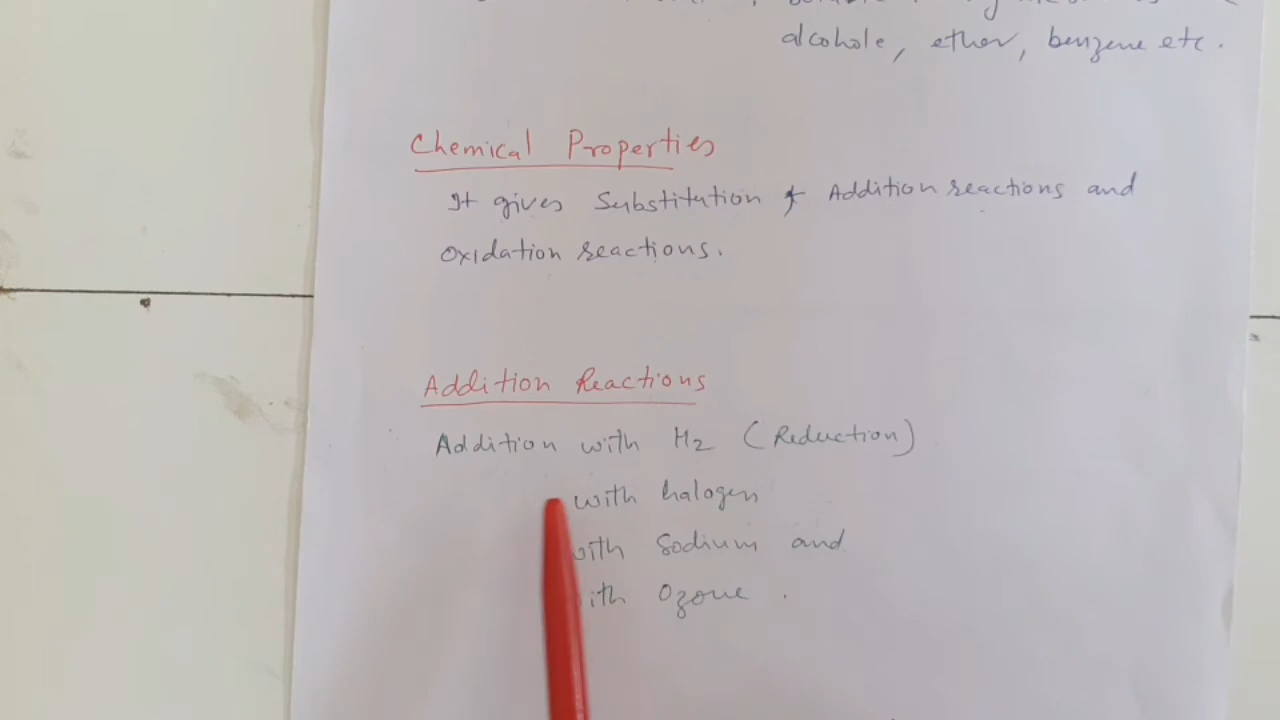 alcohole, ether, benzene etc.
Chemical Properties
It gives Substitution & Addition reactions and
Oxidation reactions.
Addition Reactions
Addition with H2 (Reduction)
with halogen
with Sodium and
with Ozone.